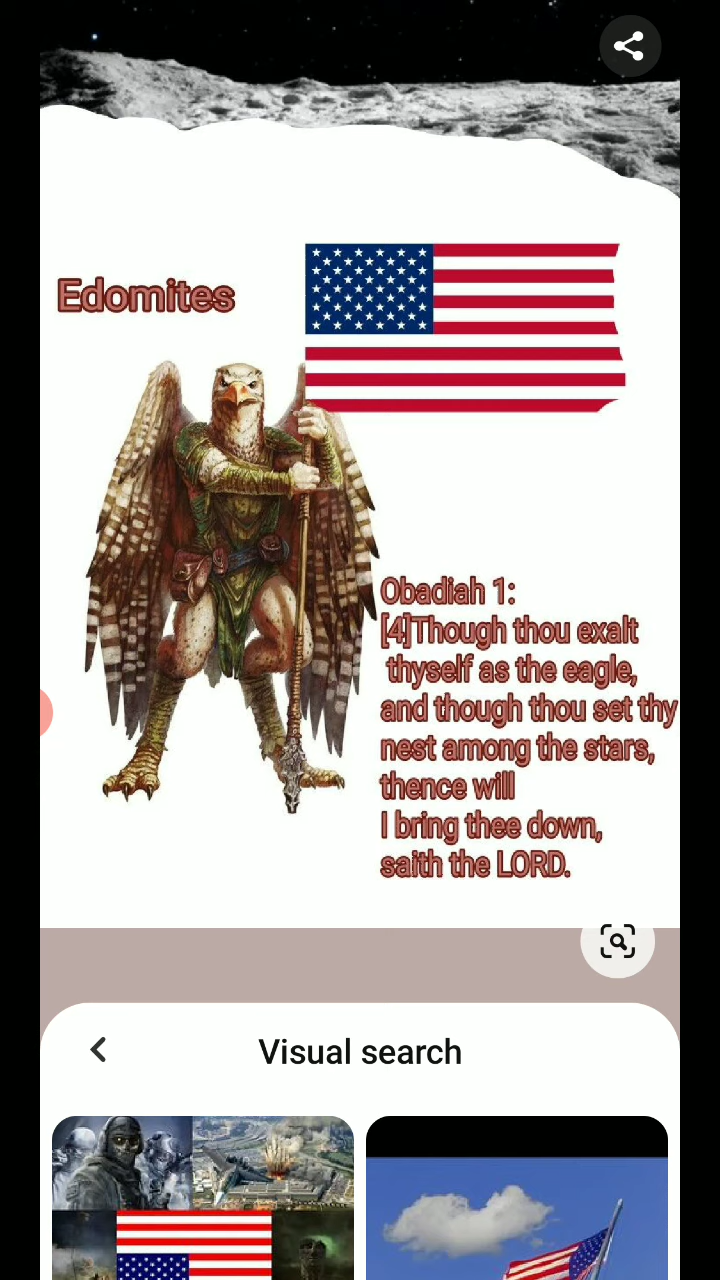 Edomites
Obadiah 1:
[4]Though thou exalt
thyself as the eagle,
and though thou set thy
nest among the stars,
thence will
I bring thee down,
saith the LORD.
Visual search